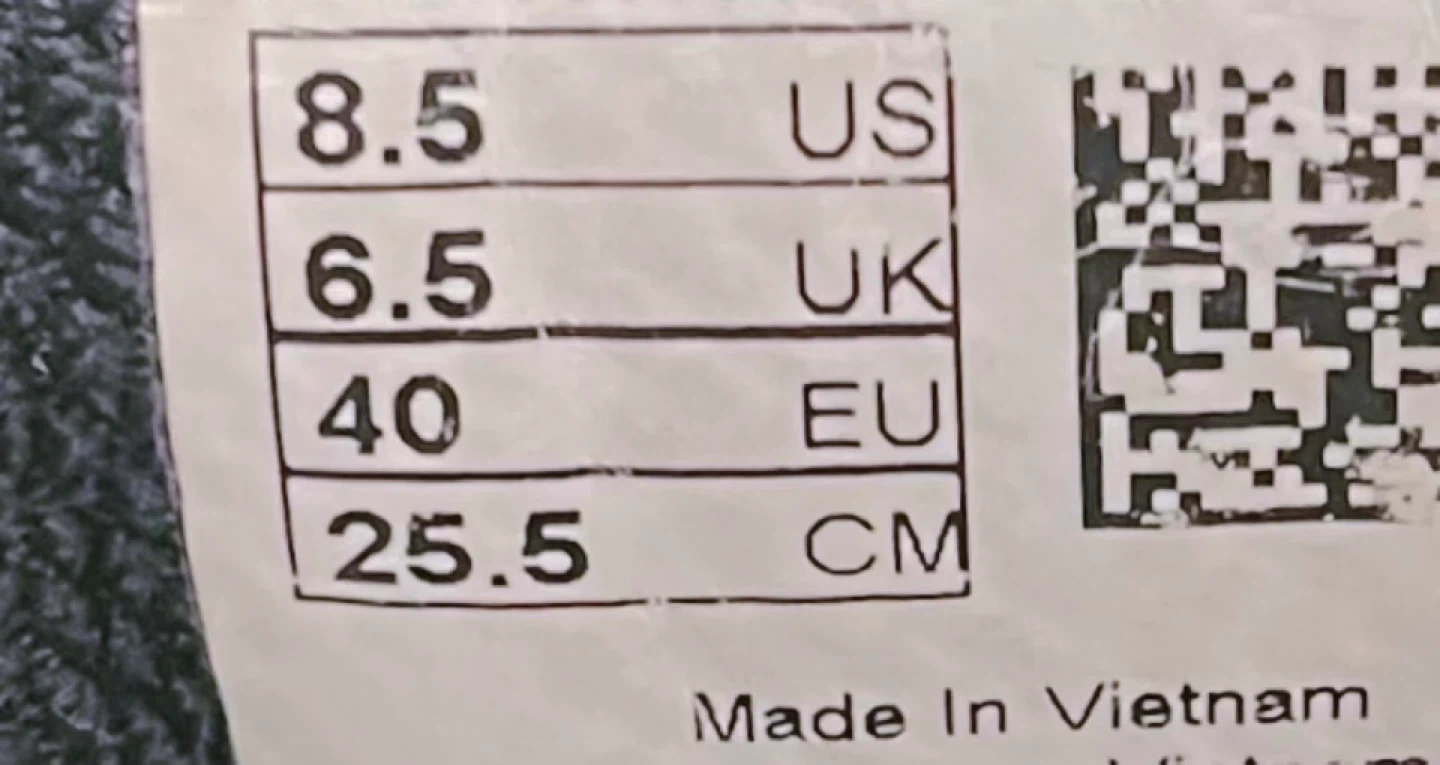 8.5 US
6.5 UK
40 EU
25.5 CM
Made In Vietnam